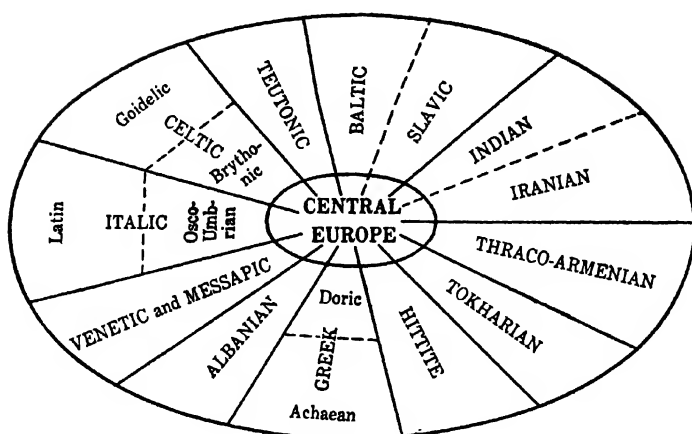 Goidelic
CELTIC
Brytho-
nic
TEUTONIC
BALTIC
SLAVIC
INDIAN
IRANIAN
THRACO-ARMENIAN
TOKHARIAN
HITTITE
Doric
GREEK
Achaean
ALBANIAN
VENETIC and MESSAPIC
Latin
ITALIC
Osco-
Umb-
rian
CENTRAL
EUROPE